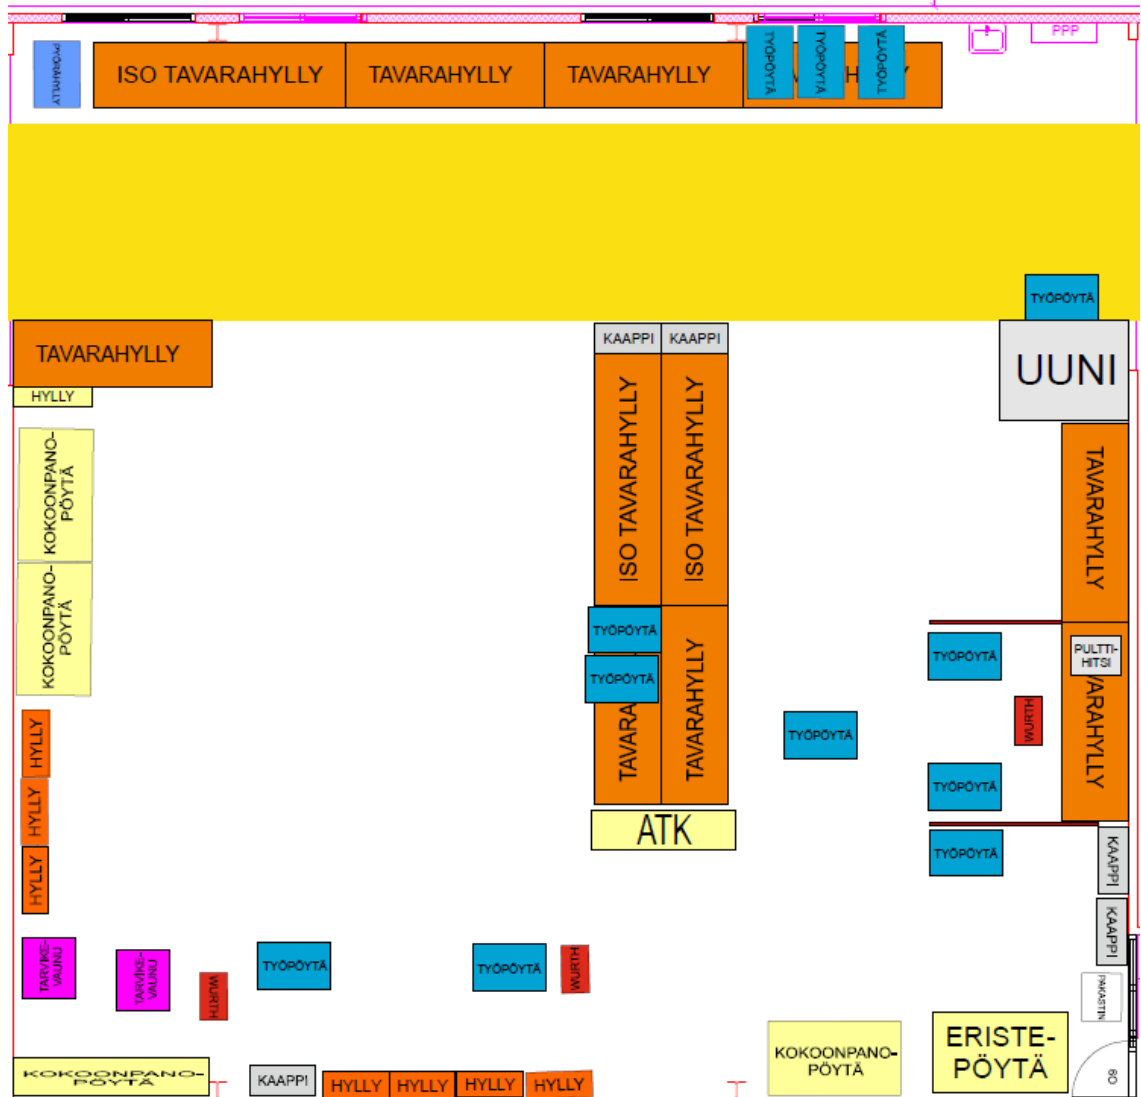 PPP
PYÖRÄHYLLY
ISO TAVARAHYLLY
TAVARAHYLLY
TAVARAHYLLY
TYÖPÖYTÄ
TYÖPÖYTÄ
TYÖPÖYTÄ
TYÖPÖYTÄ
TAVARAHYLLY
HYLLY
KAAPPI
KAAPPI
UUNI
KOKOONPANO-
PÖYTÄ
KOKOONPANO-
PÖYTÄ
ISO TAVARAHYLLY
ISO TAVARAHYLLY
TAVARAHYLLY
TYÖPÖYTÄ
TYÖPÖYTÄ
TAVARA
TAVARAHYLLY
TYÖPÖYTÄ
PULTTI-
HITSI
VARAHYLLY
WURTH
TYÖPÖYTÄ
TYÖPÖYTÄ
HYLLY
HYLLY
HYLLY
ATK
TYÖPÖYTÄ
KAAPPI
KAAPPI
TARVIKE-
VAUNU
TARVIKE-
VAUNU
WURTH
TYÖPÖYTÄ
TYÖPÖYTÄ
WURTH
PAKASTIN
KOKOONPANO-
PÖYTÄ
KAAPPI
HYLLY
HYLLY
HYLLY
HYLLY
KOKOONPANO-
PÖYTÄ
ERISTE-
PÖYTÄ
60